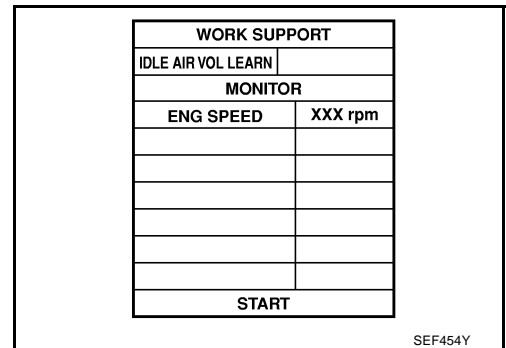 WORK SUPPORT
IDLE AIR VOL LEARN
MONITOR
ENG SPEED XXX rpm
START
SEF454Y